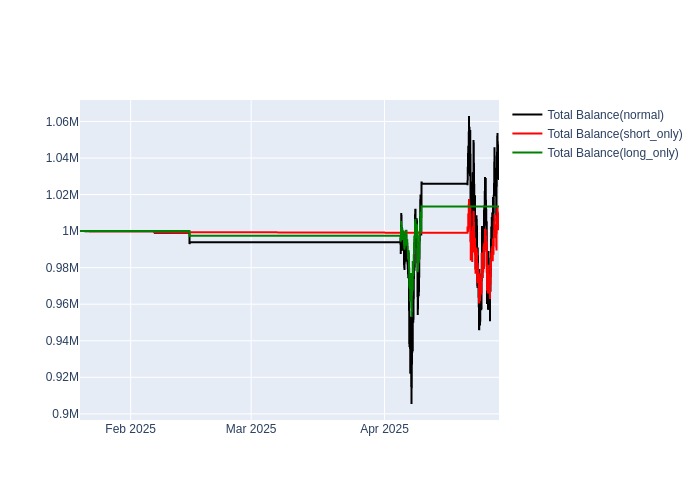 1.06M
1.04M
1.02M
1M
0.98M
0.96M
0.94M
0.92M
0.9M
Feb 2025
Mar 2025
Apr 2025
Total Balance(normal)
Total Balance(short_only)
Total Balance(long_only)